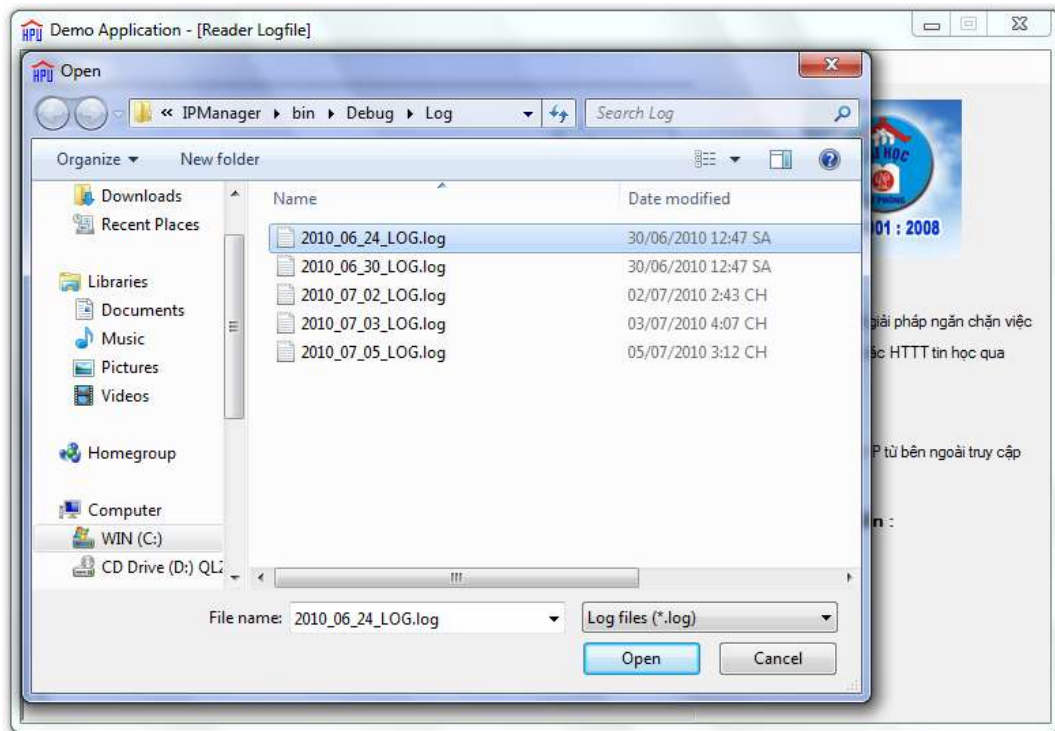 Demo Application - [Reader Logfile]
HPU Open
« IPManager ▸ bin ▸ Debug ▸ Log
Search Log
Organize
New folder
Downloads
Recent Places
Libraries
Documents
Music
Pictures
Videos
Homegroup
Computer
WIN (C:)
CD Drive (D:)
Name Date modified
2010_06_24_LOG.log 30/06/2010 12:47 SA
2010_06_30_LOG.log 30/06/2010 12:47 SA
2010_07_02_LOG.log 02/07/2010 2:43 CH
2010_07_03_LOG.log 03/07/2010 4:07 CH
2010_07_05_LOG.log 05/07/2010 3:12 CH
File name: 2010_06_24_LOG.log
Log files (*.log)
Open Cancel
HỌC
PHÒNG
001 : 2008
giải pháp ngăn chặn việc
HTTT tin học qua
P từ bên ngoài truy cập
n :